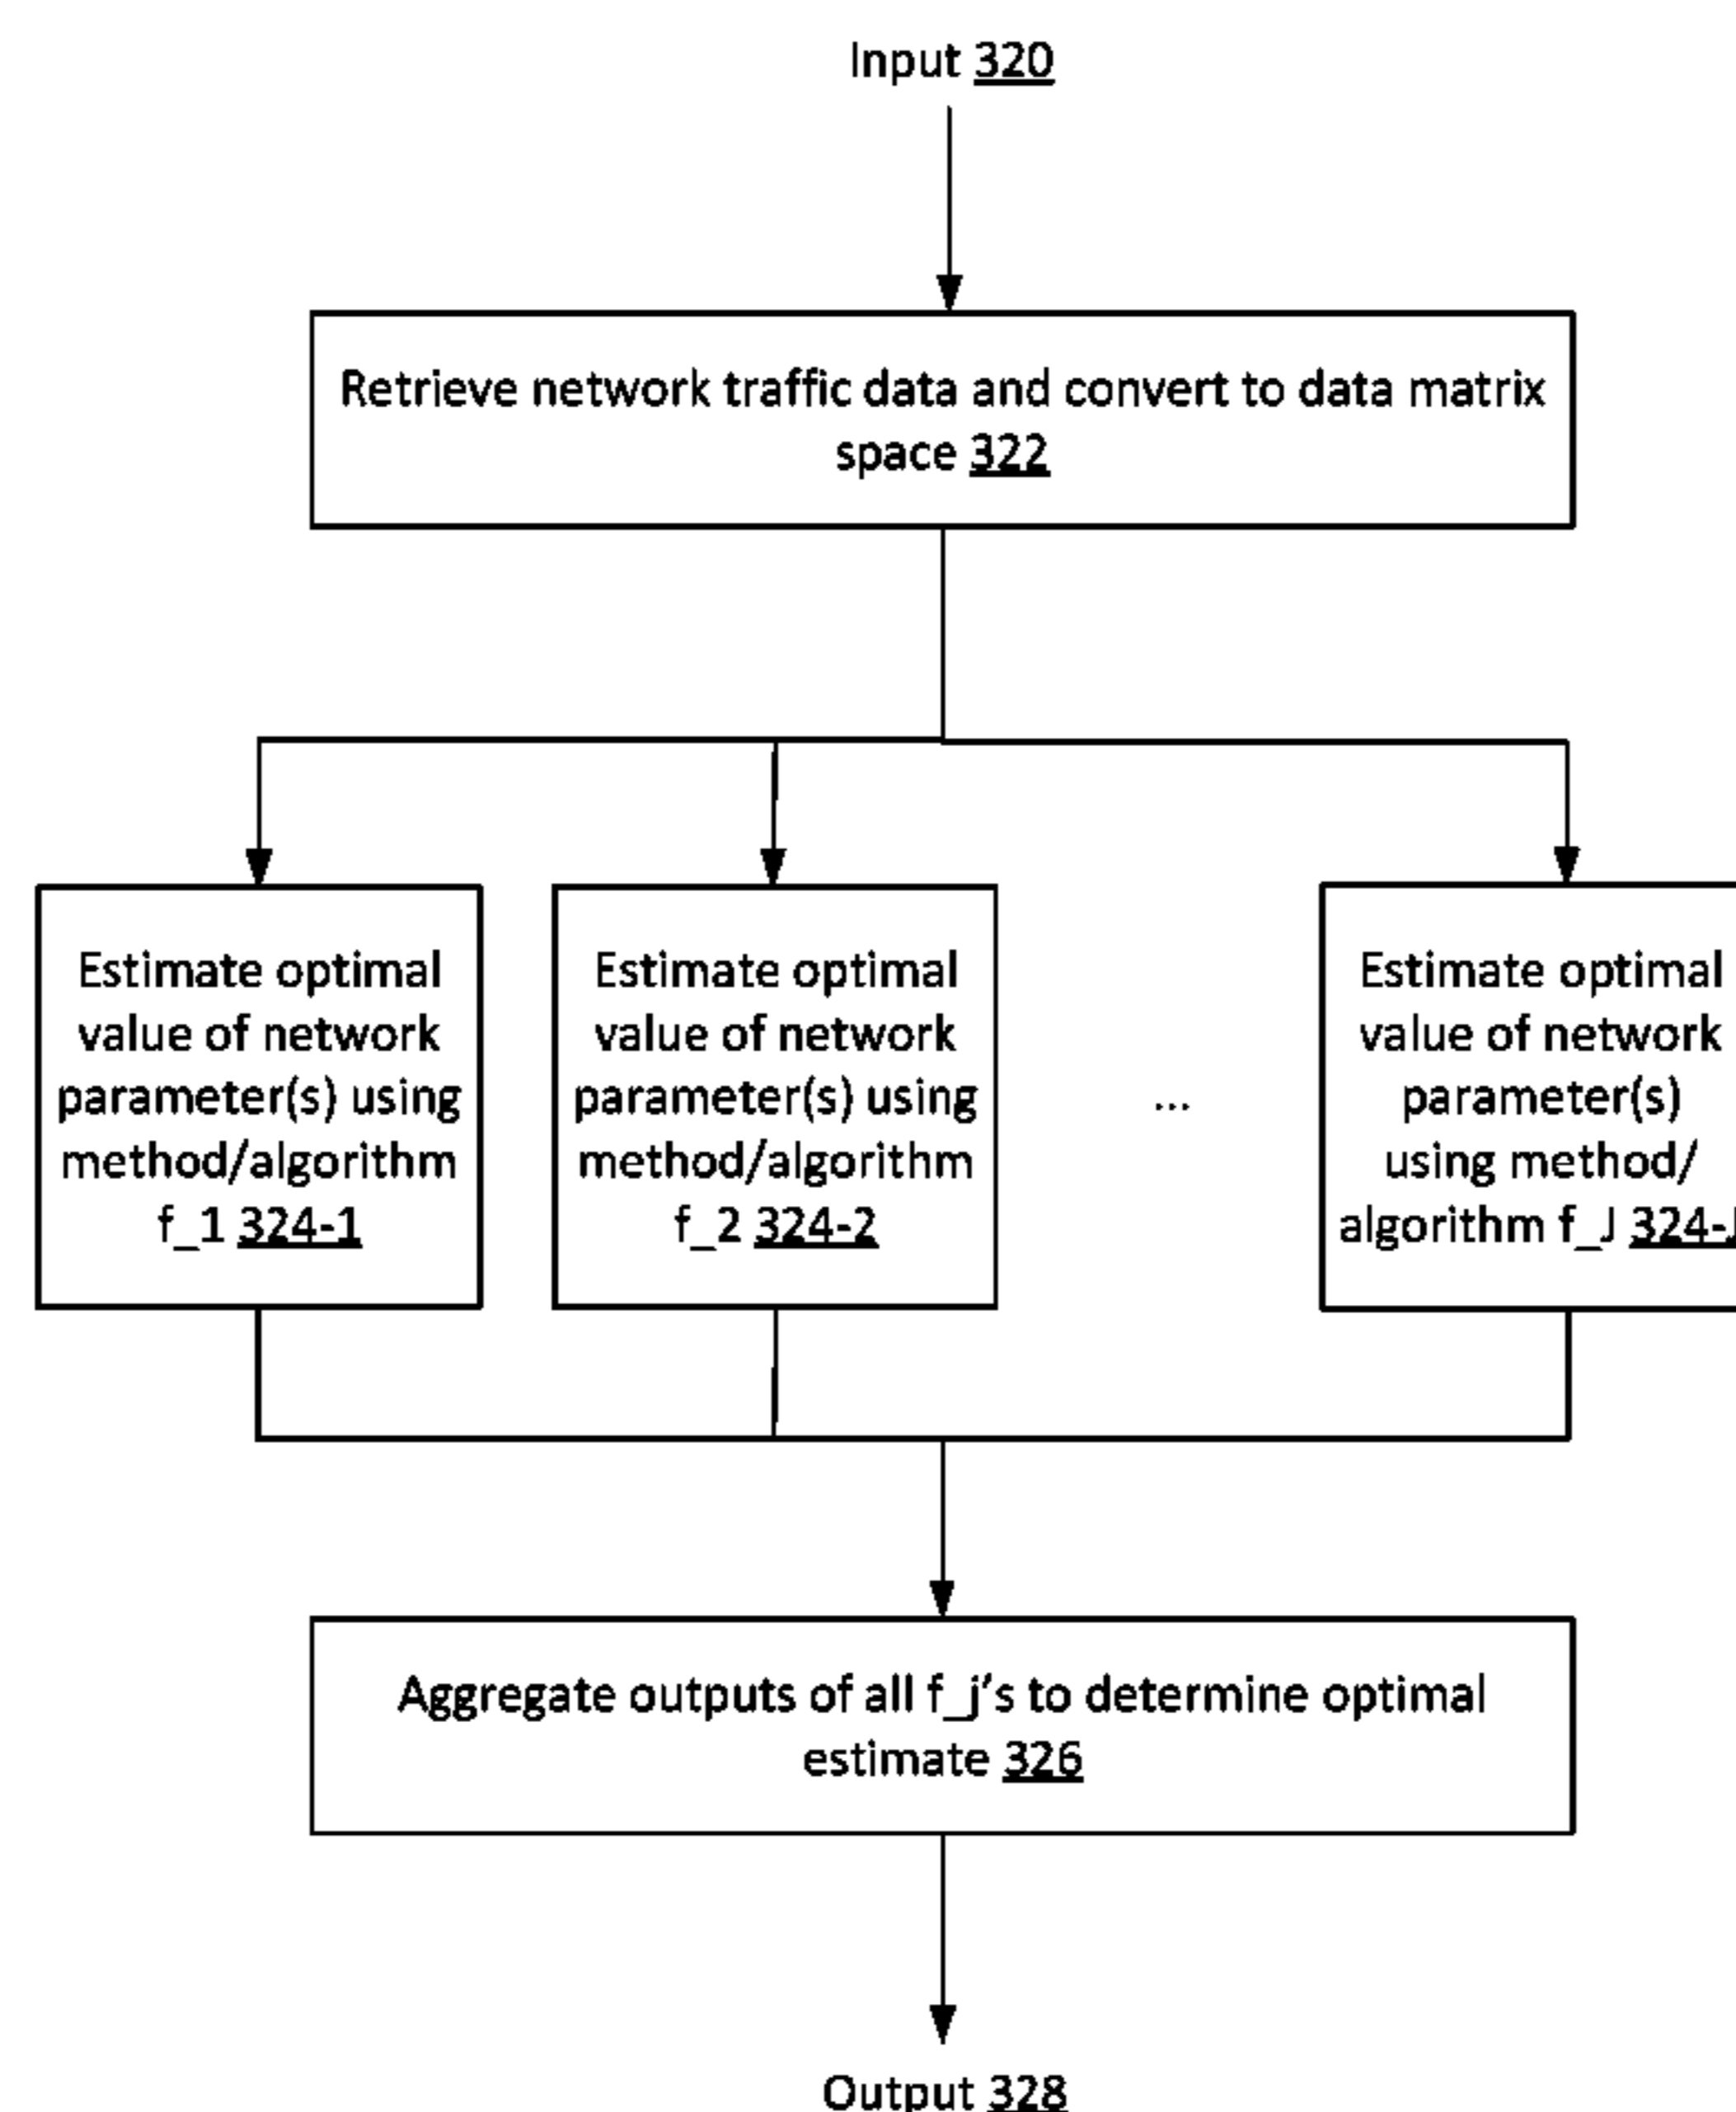 Input 320
Retrieve network traffic data and convert to data matrix
space 322
Estimate optimal
value of network
parameter(s) using
method/algorithm
f_1 324-1
Estimate optimal
value of network
parameter(s) using
method/algorithm
f_2 324-2
...
Estimate optimal
value of network
parameter(s)
using method/
algorithm f_J 324-J
Aggregate outputs of all f_j's to determine optimal
estimate 326
Output 328